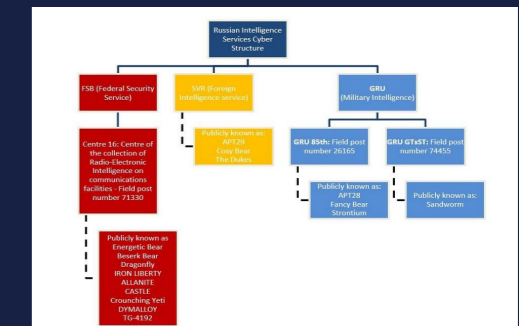 Russian Intelligence
Services Cyber
Structure
FSB (Federal Security
Service)
SVR (Foreign
Intelligence service)
GRU
(Military Intelligence)
Centre 16: Centre of
the collection of
Radio-Electronic
Intelligence on
communications
facilities - Field post
number 71330
Publicly known as:
APT29
Cosy Bear
The Dukes
GRU 85th: Field post
number 26165
GRU GTsST: Field post
number 74455
Publicly known as:
APT28
Fancy Bear
Strontium
Publicly known as:
Sandworm
Publicly known as
Energetic Bear
Beserk Bear
Dragonfly
IRON LIBERTY
ALLANITE
CASTLE
Crounching Yeti
DYMALLOY
TG-4192